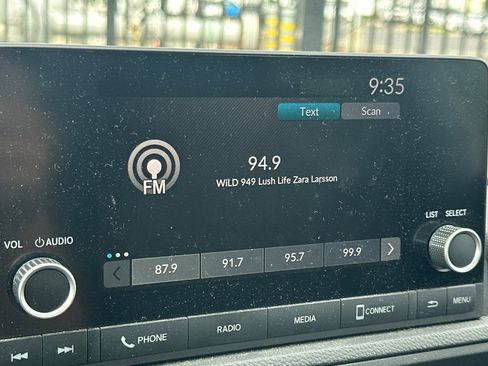 9:35
Text Scan
94.9
FM
WiLD 949 Lush Life Zara Larsson
LIST SELECT
VOL AUDIO
87.9 91.7 95.7 99.9
PHONE RADIO MEDIA CONNECT MENU